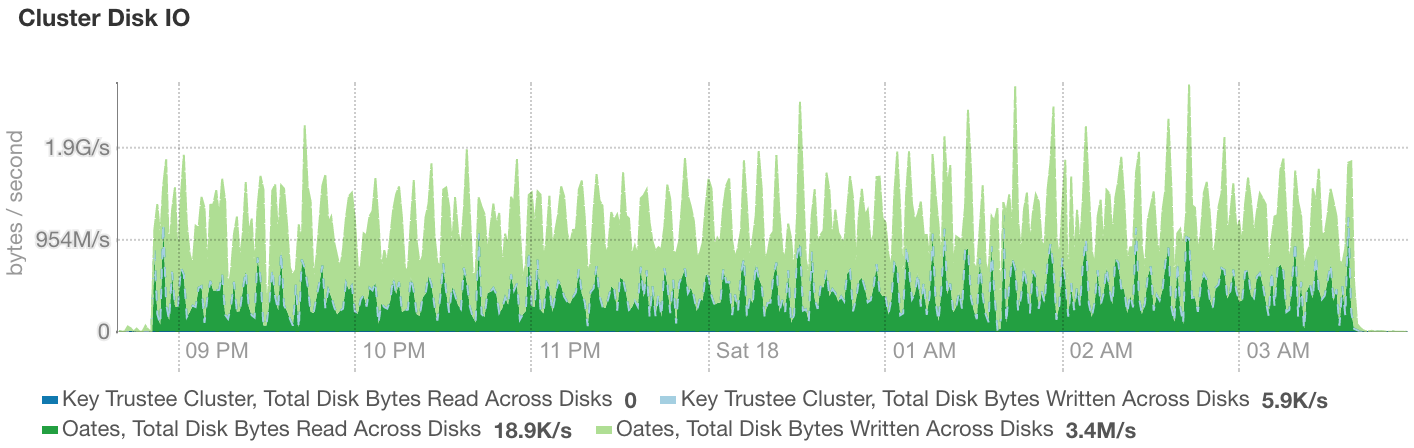 Cluster Disk IO
bytes / second
1.9G/s
954M/s
0
09 PM 10 PM 11 PM Sat 18 01 AM 02 AM 03 AM
Key Trustee Cluster, Total Disk Bytes Read Across Disks 0 Key Trustee Cluster, Total Disk Bytes Written Across Disks 5.9K/s
Oates, Total Disk Bytes Read Across Disks 18.9K/s Oates, Total Disk Bytes Written Across Disks 3.4M/s